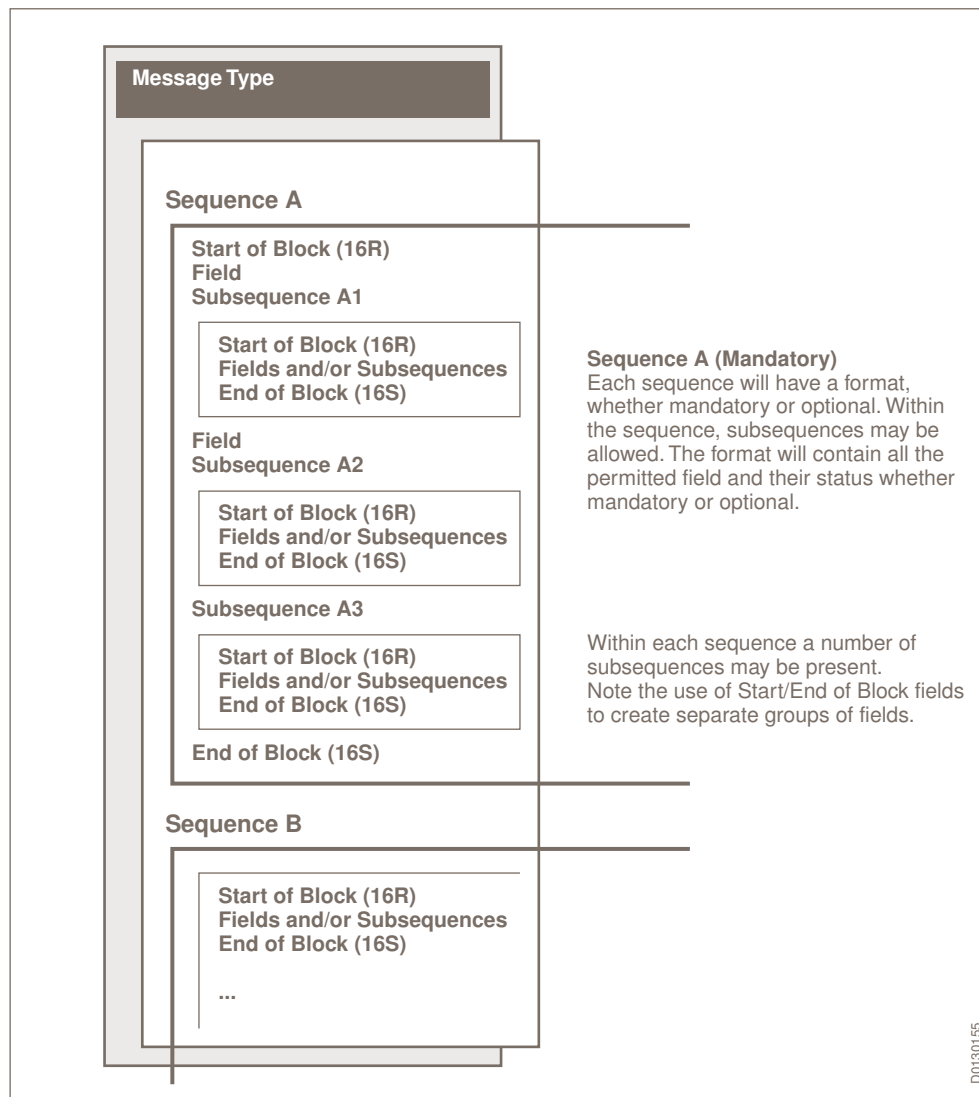 Message Type
Sequence A
Start of Block (16R)
Field
Subsequence A1
Start of Block (16R)
Fields and/or Subsequences
End of Block (16S)
Field
Subsequence A2
Start of Block (16R)
Fields and/or Subsequences
End of Block (16S)
Subsequence A3
Start of Block (16R)
Fields and/or Subsequences
End of Block (16S)
End of Block (16S)
Sequence A (Mandatory)
Each sequence will have a format,
whether mandatory or optional. Within
the sequence, subsequences may be
allowed. The format will contain all the
permitted field and their status whether
mandatory or optional.
Within each sequence a number of
subsequences may be present.
Note the use of Start/End of Block fields
to create separate groups of fields.
Sequence B
Start of Block (16R)
Fields and/or Subsequences
End of Block (16S)
...
D0130155